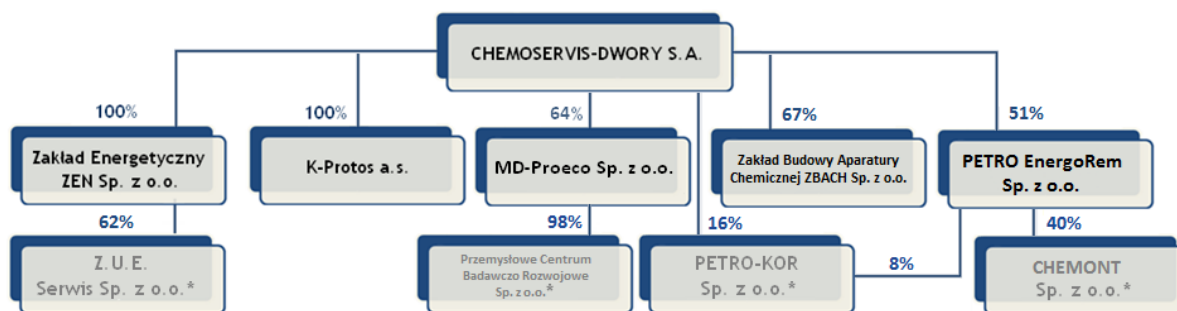 CHEMOSERVIS-DWORY S.A.
100%
100%
64%
67%
51%
Zakład Energetyczny
ZEN Sp. z o.o.
K-Protos a.s.
MD-Proeco Sp. z o.o.
Zakład Budowy Aparatury
Chemicznej ZBACH Sp. z o.o.
PETRO EnergoRem
Sp. z o.o.
62%
98%
16%
40%
Z.U.E.
Serwis Sp. z o.o.*
Przemysłowe Centrum
Badawczo Rozwojowe
Sp. z o.o.*
PETRO-KOR
Sp. z o.o.*
8%
CHEMONT
Sp. z o.o.*